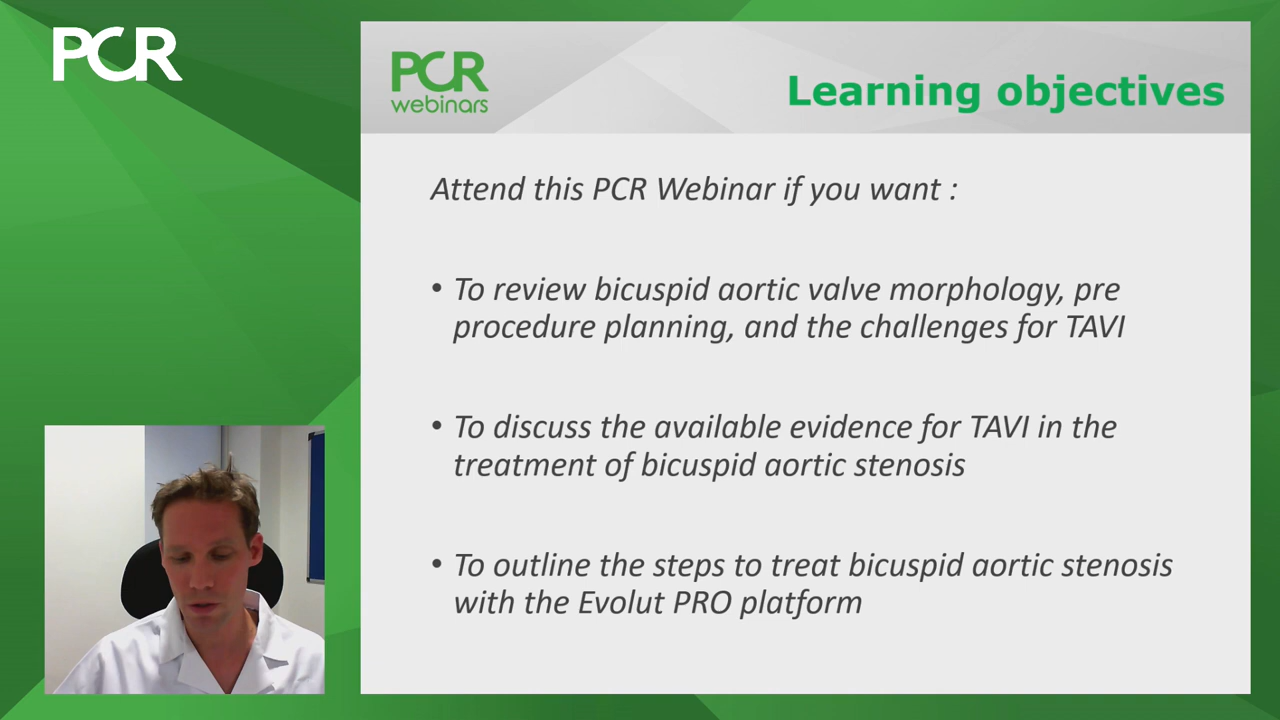 PCR
PCR
webinars
Learning objectives
Attend this PCR Webinar if you want :
• To review bicuspid aortic valve morphology, pre
procedure planning, and the challenges for TAVI
• To discuss the available evidence for TAVI in the
treatment of bicuspid aortic stenosis
• To outline the steps to treat bicuspid aortic stenosis
with the Evolut PRO platform